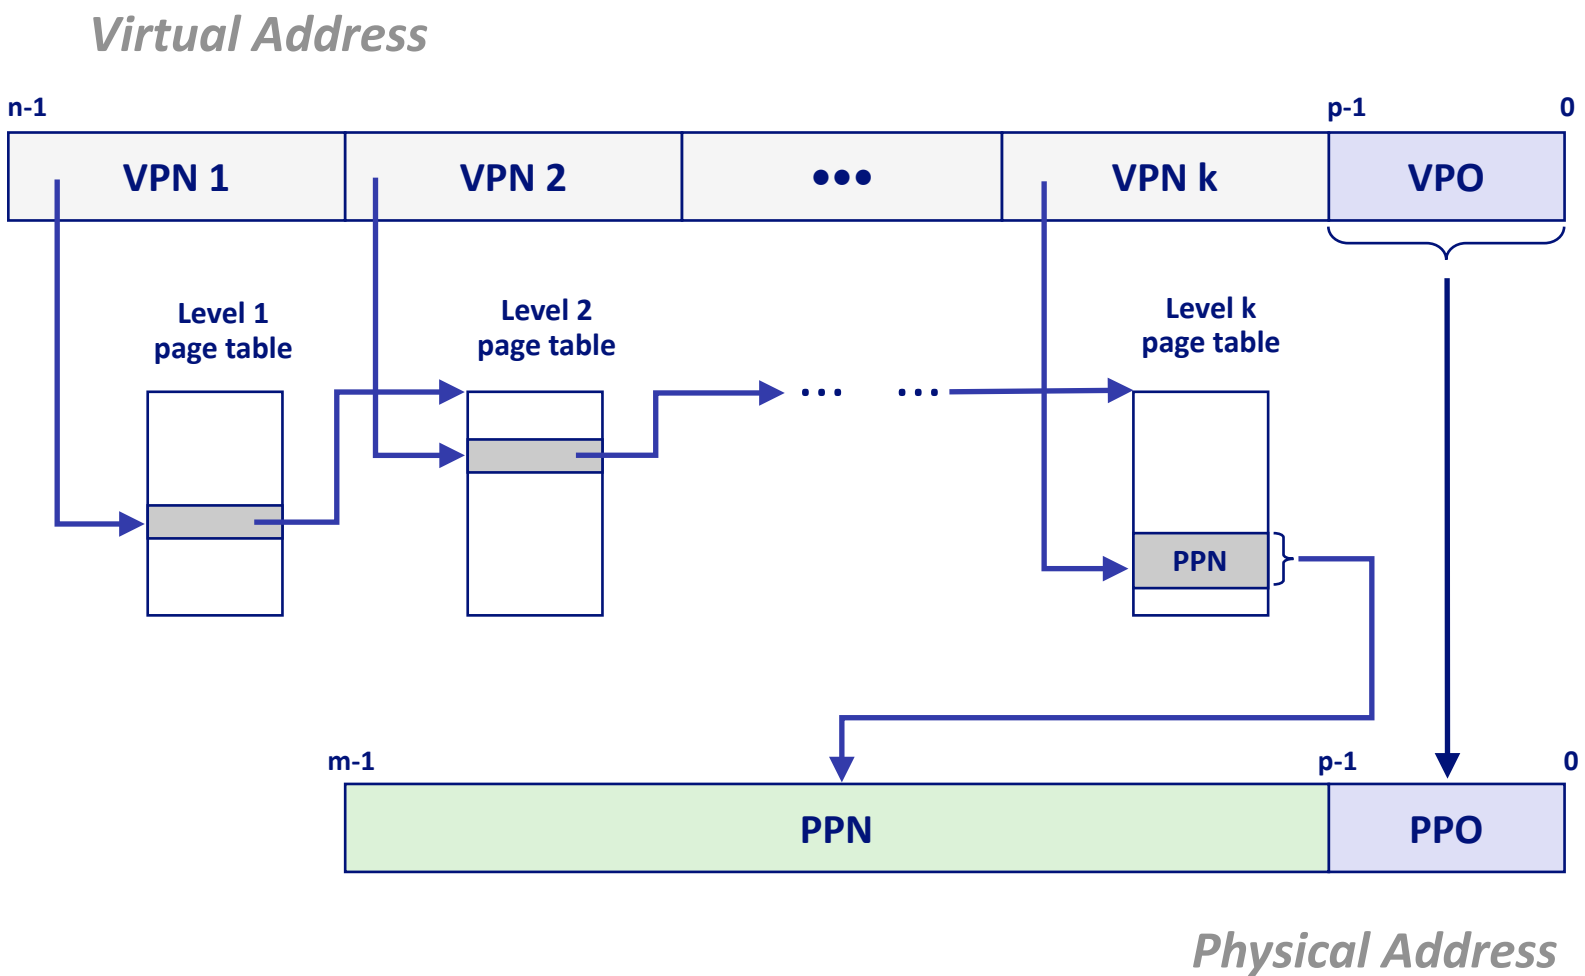 Virtual Address
n-1 p-1 0
VPN 1 VPN 2 ••• VPN k VPO
Level 1
page table
Level 2
page table
Level k
page table
... ...
PPN
m-1 p-1 0
PPN PPO
Physical Address